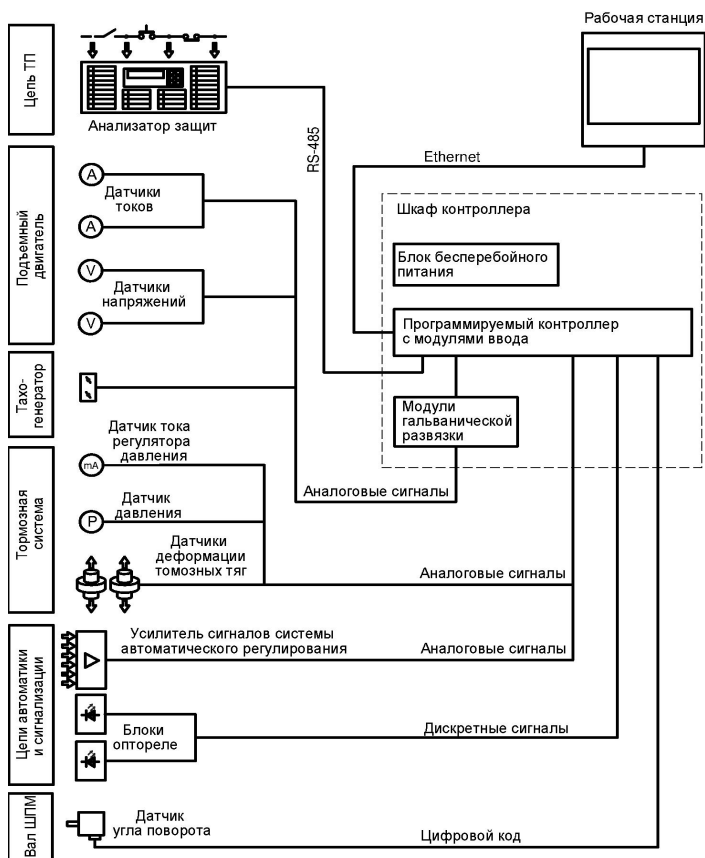 Рабочая станция
Цепь ТП
Анализатор защит
RS-485
Ethernet
Подъемный
двигатель
A
Датчики
токов
A
V
Датчики
напряжений
V
Шкаф контроллера
Блок бесперебойного
питания
Программируемый контроллер
с модулями ввода
Модули
гальванической
развязки
Тахо-
генератор
Тормозная
система
Датчик тока
регулятора
давления
mA
Аналоговые сигналы
Датчик
давления
P
Датчики
деформации
томозных тяг
Аналоговые сигналы
Цепи автоматики
и сигнализации
Усилитель сигналов системы
автоматического регулирования
Аналоговые сигналы
Блоки
оптореле
Дискретные сигналы
Вал ШПМ
Датчик
угла поворота
Цифровой код